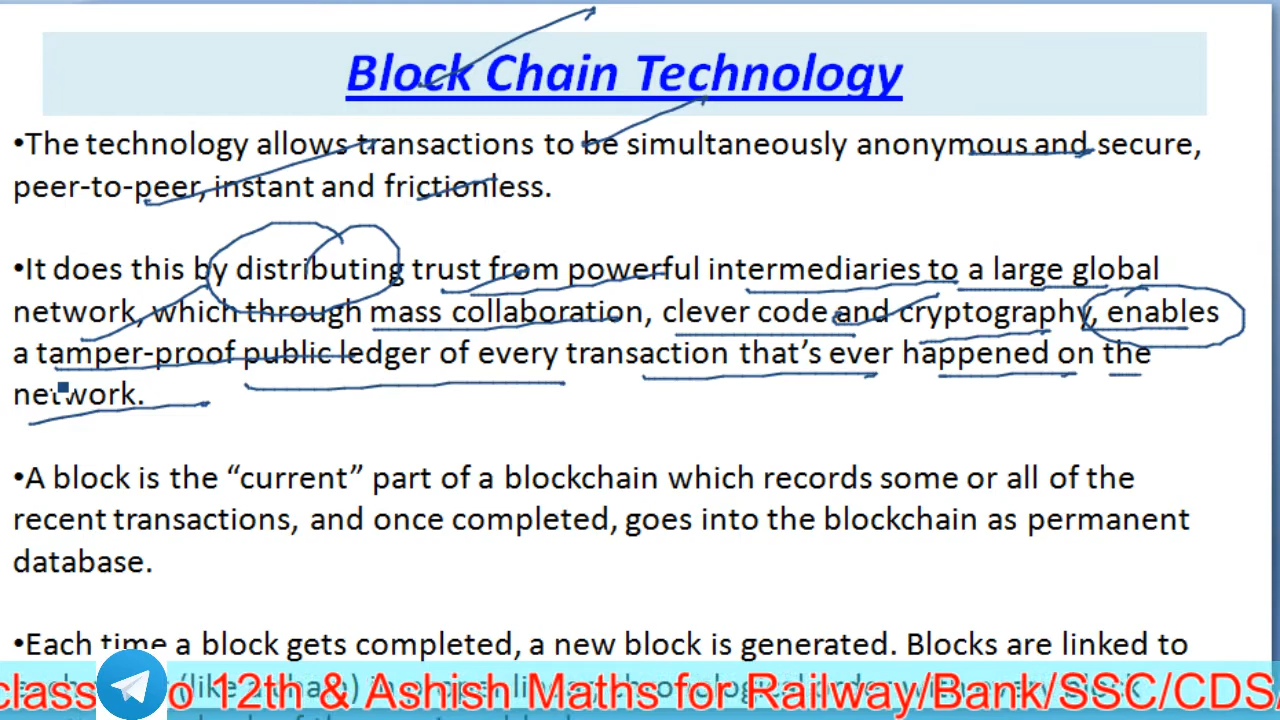 Block Chain Technology
•The technology allows transactions to be simultaneously anonymous and secure,
peer-to-peer, instant and frictionless.
•It does this by distributing trust from powerful intermediaries to a large global
network, which through mass collaboration, clever code and cryptography, enables
a tamper-proof public ledger of every transaction that's ever happened on the
network.
•A block is the “current” part of a blockchain which records some or all of the
recent transactions, and once completed, goes into the blockchain as permanent
database.
•Each time a block gets completed, a new block is generated. Blocks are linked to
class to 12th & Ashish Maths for Railway/Bank/SSC/CDS/